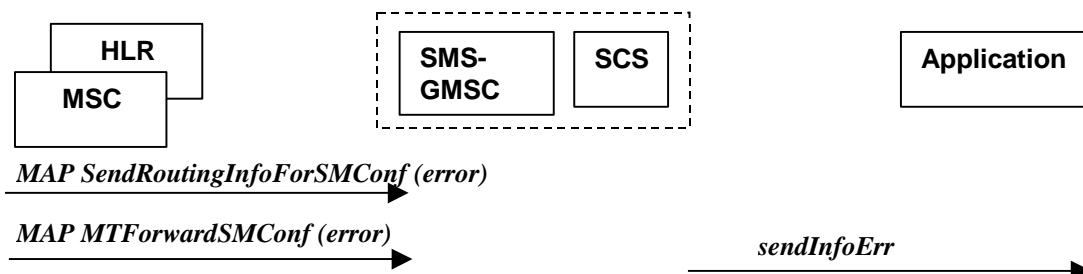 HLR
MSC
SMS-
GMSC
SCS
Application
MAP SendRoutingInfoForSMConf (error)
MAP MTForwardSMConf (error)
sendInfoErr